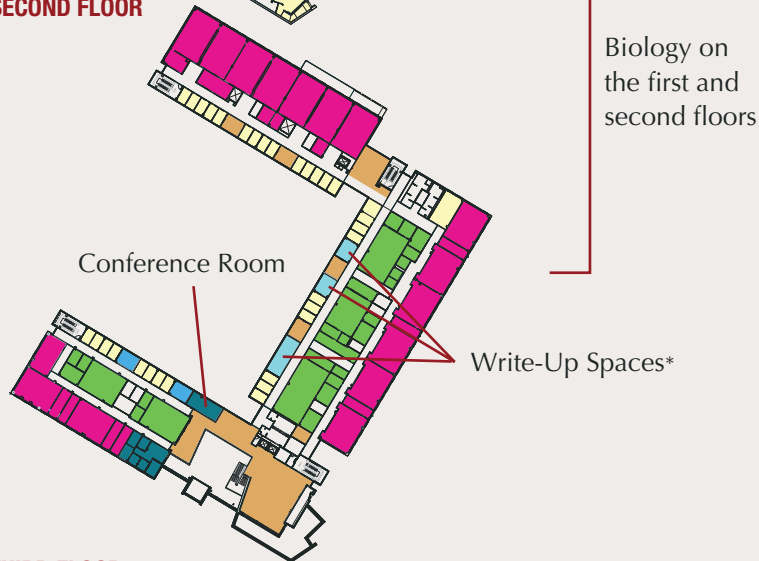 SECOND FLOOR
Biology on
the first and
second floors
Conference Room
Write-Up Spaces*